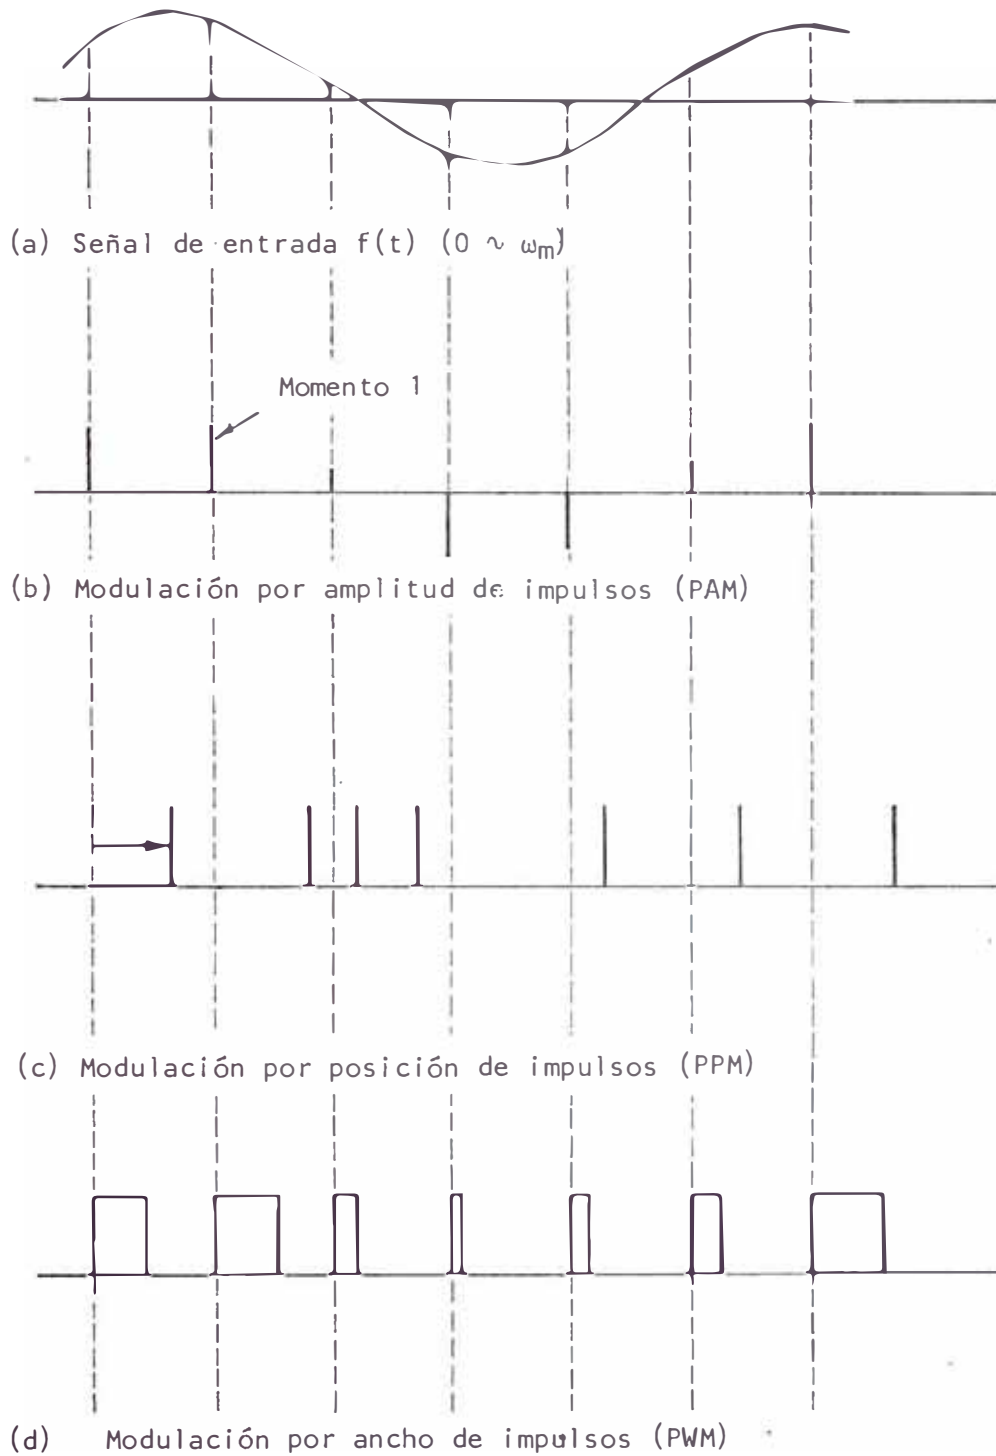 (a) Señal de entrada f(t) (0 ~ ωm)
Momento 1
(b) Modulación por amplitud de impulsos (PAM)
(c) Modulación por posición de impulsos (PPM)
(d) Modulación por ancho de impulsos (PWM)